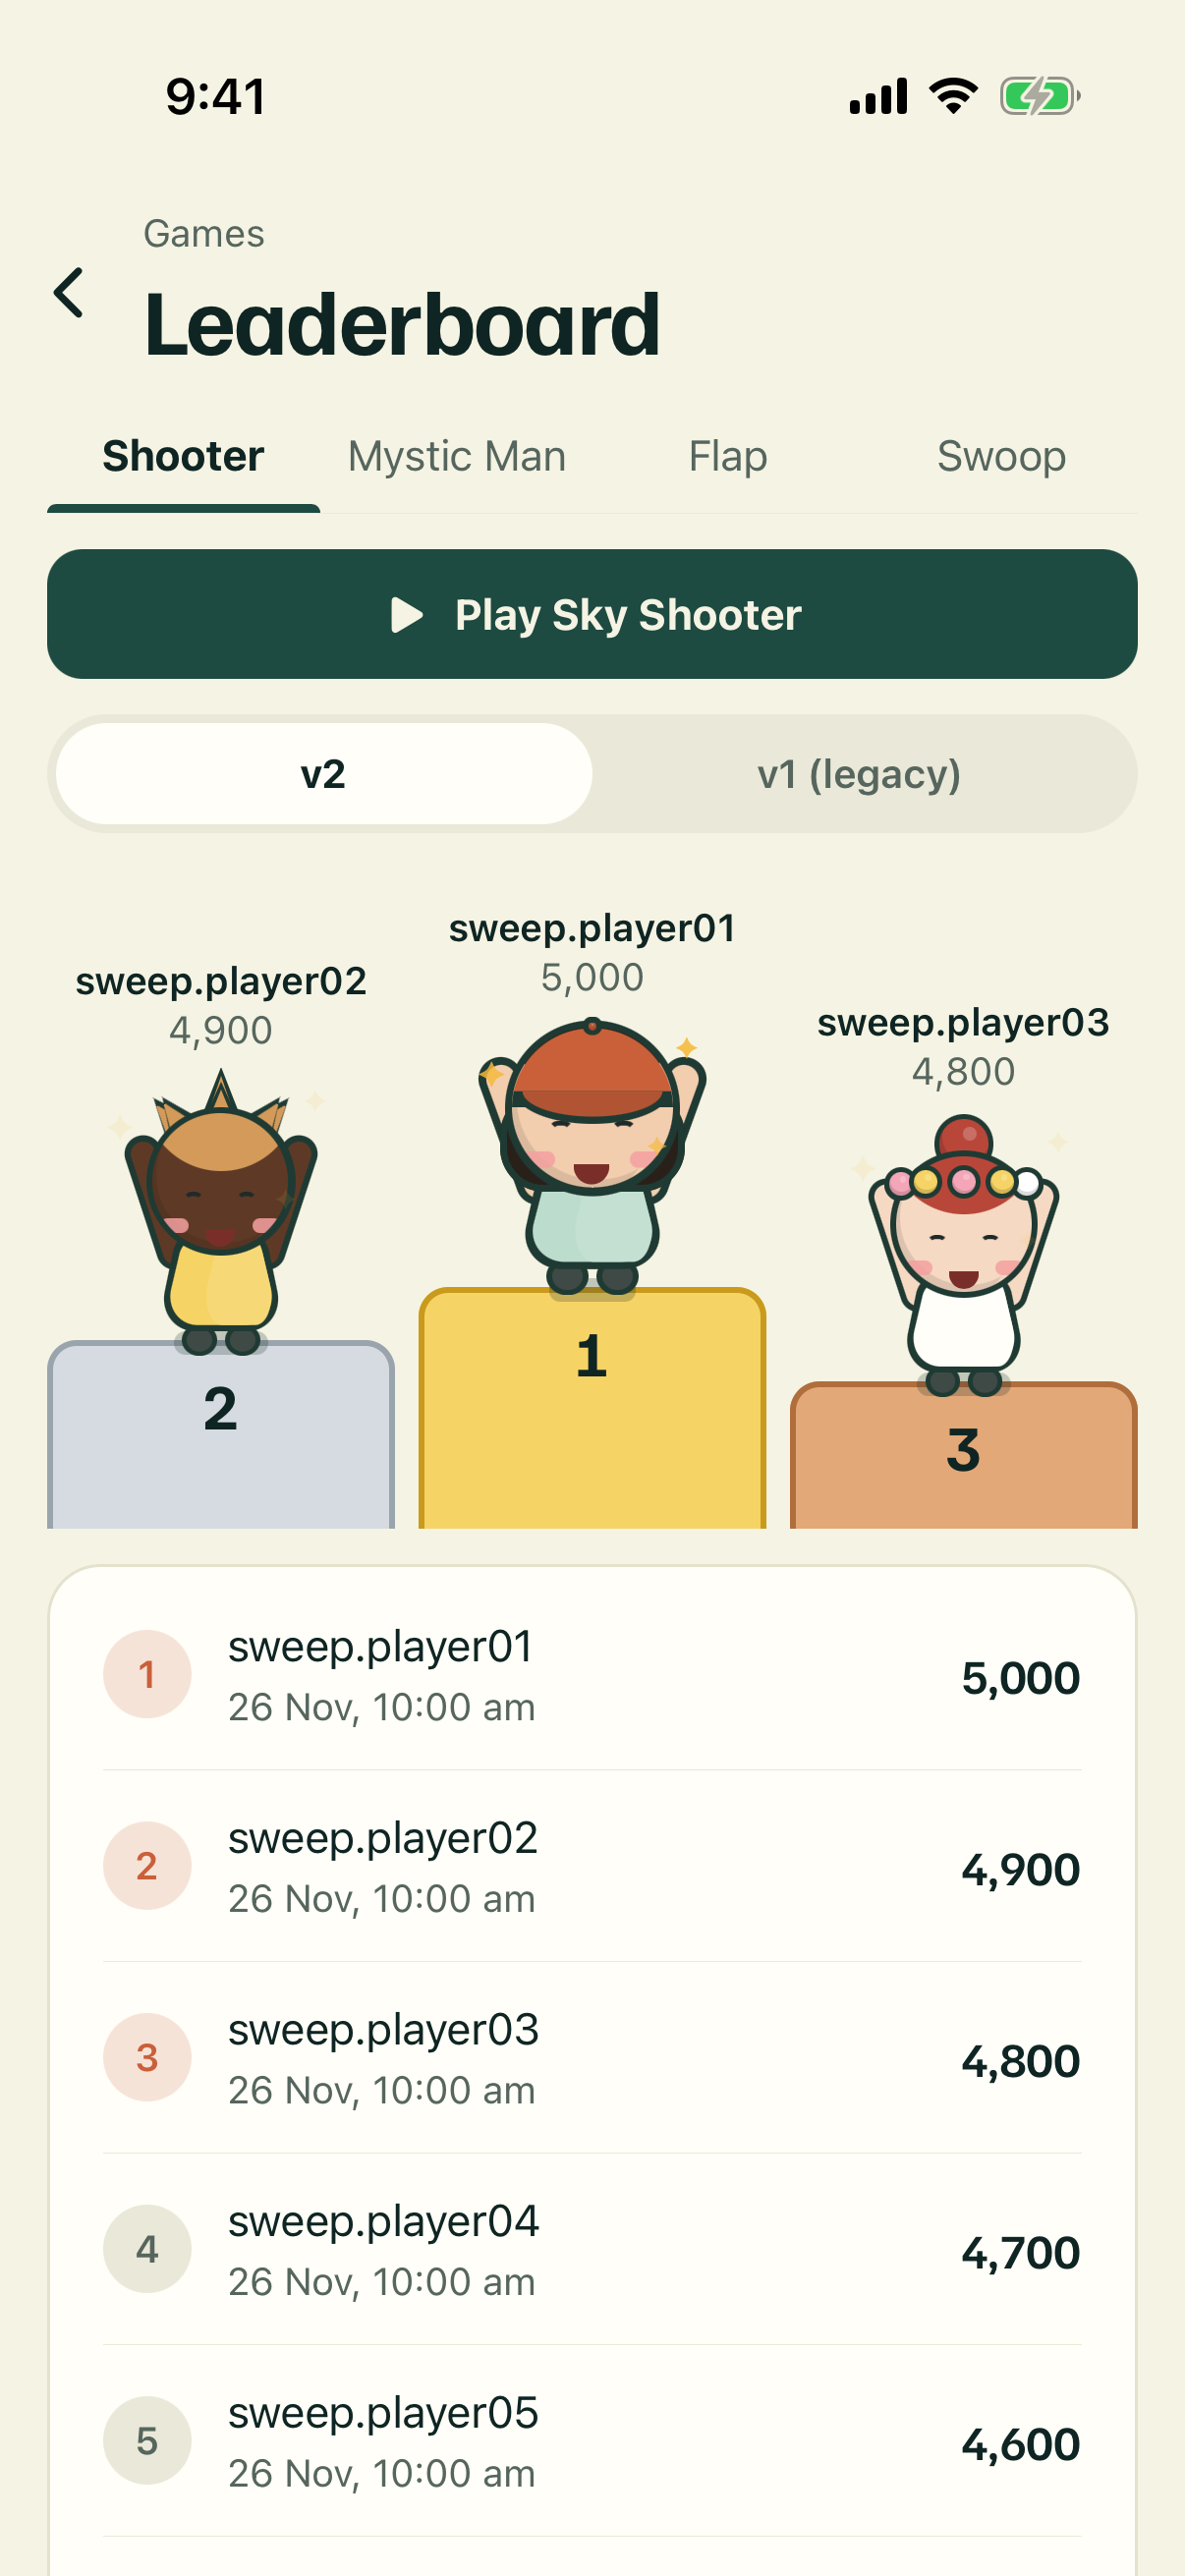 9:41
Games
Leaderboard
Shooter Mystic Man Flap Swoop
Play Sky Shooter
v2 v1 (legacy)
sweep.player01
5,000
sweep.player02
4,900
sweep.player03
4,800
1
2
3
1 sweep.player01 5,000
26 Nov, 10:00 am
2 sweep.player02 4,900
26 Nov, 10:00 am
3 sweep.player03 4,800
26 Nov, 10:00 am
4 sweep.player04 4,700
26 Nov, 10:00 am
5 sweep.player05 4,600
26 Nov, 10:00 am